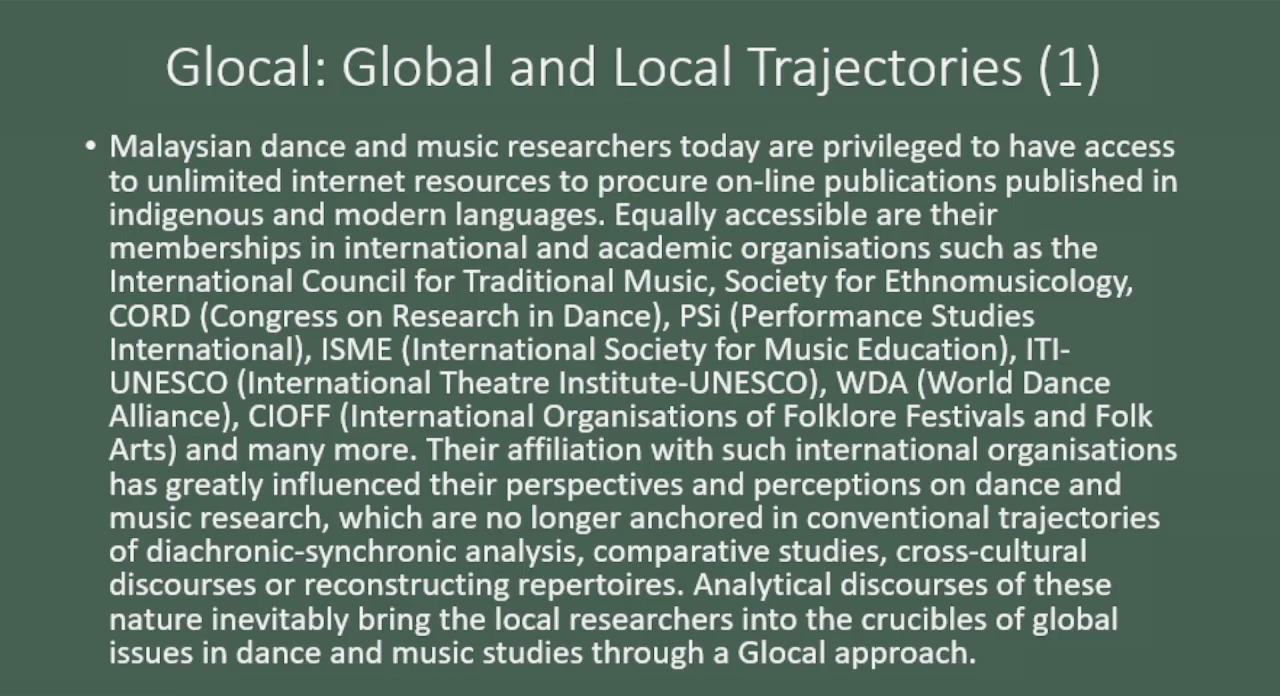 Glocal: Global and Local Trajectories (1)
• Malaysian dance and music researchers today are privileged to have access
to unlimited internet resources to procure on-line publications published in
indigenous and modern languages. Equally accessible are their
memberships in international and academic organisations such as the
International Council for Traditional Music, Society for Ethnomusicology,
CORD (Congress on Research in Dance), PSi (Performance Studies
International), ISME (International Society for Music Education), ITI-
UNESCO (International Theatre Institute-UNESCO), WDA (World Dance
Alliance), CIOFF (International Organisations of Folklore Festivals and Folk
Arts) and many more. Their affiliation with such international organisations
has greatly influenced their perspectives and perceptions on dance and
music research, which are no longer anchored in conventional trajectories
of diachronic-synchronic analysis, comparative studies, cross-cultural
discourses or reconstructing repertoires. Analytical discourses of these
nature inevitably bring the local researchers into the crucibles of global
issues in dance and music studies through a Glocal approach.